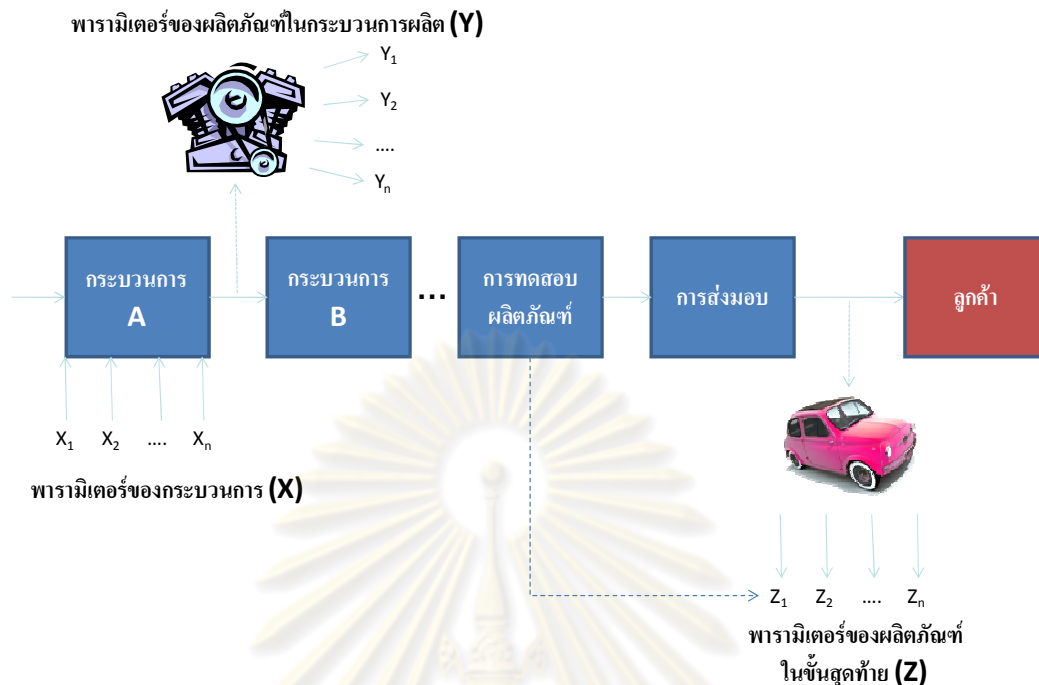 พารามิเตอร์ของผลิตภัณฑ์ในกระบวนการผลิต (Y)
Y1
Y2
....
Yn
กระบวนการ
A
กระบวนการ
B
...
การทดสอบ
ผลิตภัณฑ์
การส่งมอบ
ลูกค้า
X1 X2 .... Xn
พารามิเตอร์ของกระบวนการ (X)
Z1 Z2 .... Zn
พารามิเตอร์ของผลิตภัณฑ์
ในขั้นสุดท้าย (Z)